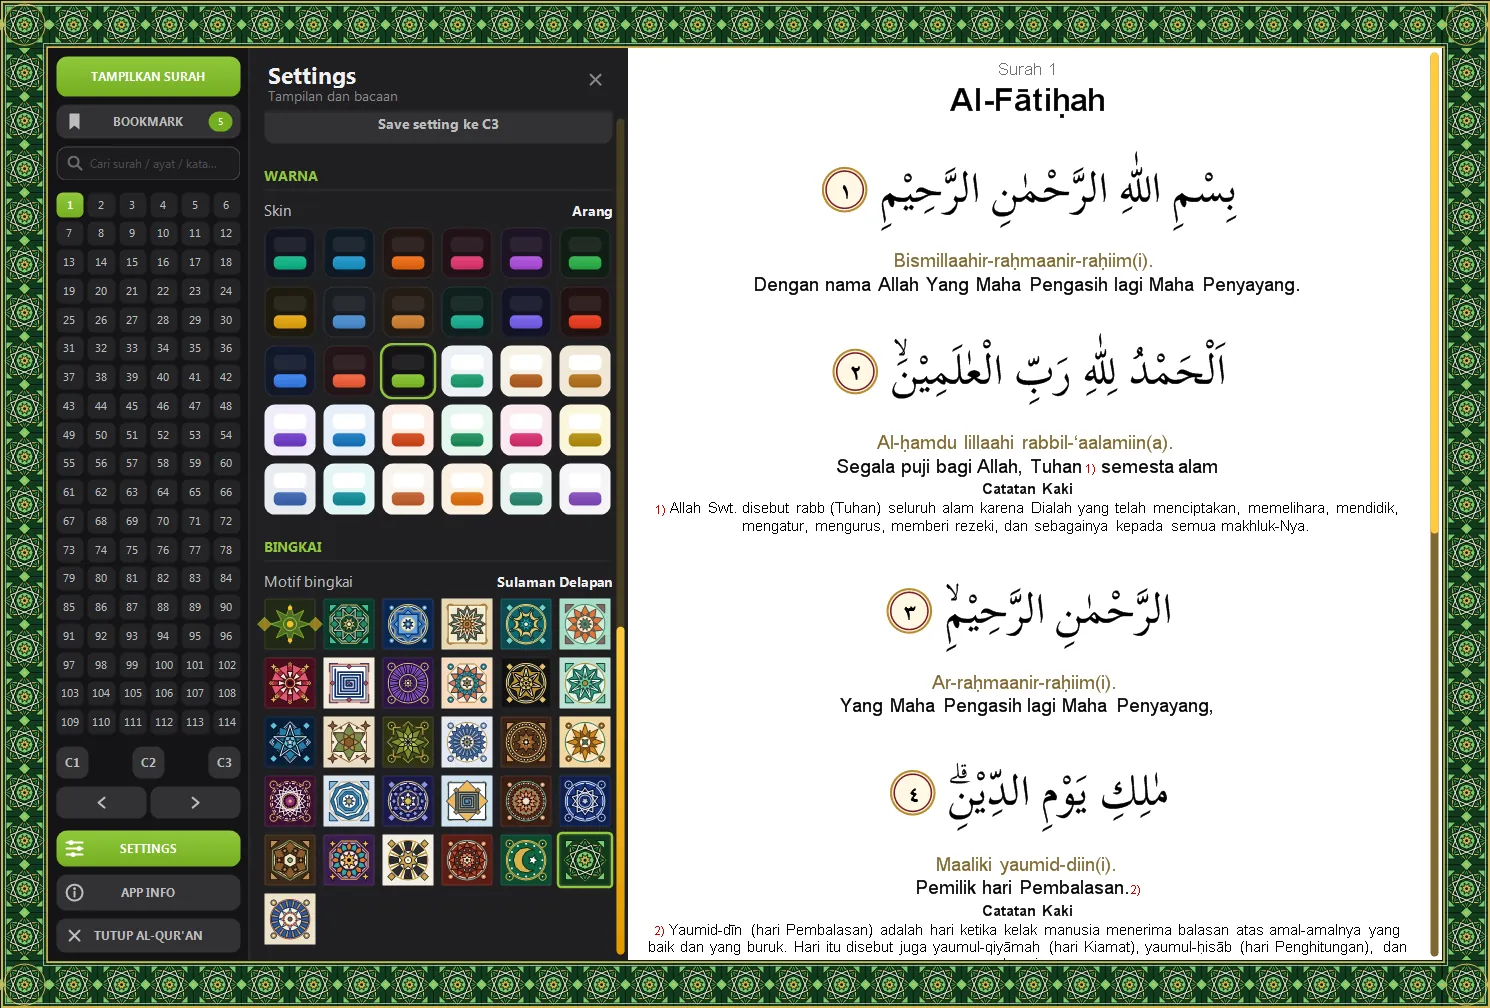 TAMPILKAN SURAH
BOOKMARK 5
Cari surah / ayat / kata...
1 2 3 4 5 6
7 8 9 10 11 12
13 14 15 16 17 18
19 20 21 22 23 24
25 26 27 28 29 30
31 32 33 34 35 36
37 38 39 40 41 42
43 44 45 46 47 48
49 50 51 52 53 54
55 56 57 58 59 60
61 62 63 64 65 66
67 68 69 70 71 72
73 74 75 76 77 78
79 80 81 82 83 84
85 86 87 88 89 90
91 92 93 94 95 96
97 98 99 100 101 102
103 104 105 106 107 108
109 110 111 112 113 114
C1 C2 C3
SETTINGS
APP INFO
TUTUP AL-QUR'AN
Settings
Tampilan dan bacaan
Save setting ke C3
WARNA
Skin Arang
BINGKAI
Motif bingkai Sulaman Delapan
Surah 1
Al-Fātiḥah
بِسْمِ اللّٰهِ الرَّحْمٰنِ الرَّحِيْمِ ١
Bismillaahir-raḥmaanir-raḥiim(i).
Dengan nama Allah Yang Maha Pengasih lagi Maha Penyayang.
اَلْحَمْدُ لِلّٰهِ رَبِّ الْعٰلَمِيْنَۙ ٢
Al-ḥamdu lillaahi rabbil-‘aalamiin(a).
Segala puji bagi Allah, Tuhan 1) semesta alam
Catatan Kaki
1) Allah Swt. disebut rabb (Tuhan) seluruh alam karena Dialah yang telah menciptakan, memelihara, mendidik,
mengatur, mengurus, memberi rezeki, dan sebagainya kepada semua makhluk-Nya.
الرَّحْمٰنِ الرَّحِيْمِۙ ٣
Ar-raḥmaanir-raḥiim(i).
Yang Maha Pengasih lagi Maha Penyayang,
مٰلِكِ يَوْمِ الدِّيْنِۗ ٤
Maaliki yaumid-diin(i).
Pemilik hari Pembalasan. 2)
Catatan Kaki
2) Yaumid-dīn (hari Pembalasan) adalah hari ketika kelak manusia menerima balasan atas amal-amalnya yang
baik dan yang buruk. Hari itu disebut juga yaumul-qiyāmah (hari Kiamat), yaumul-ḥisāb (hari Penghitungan), dan